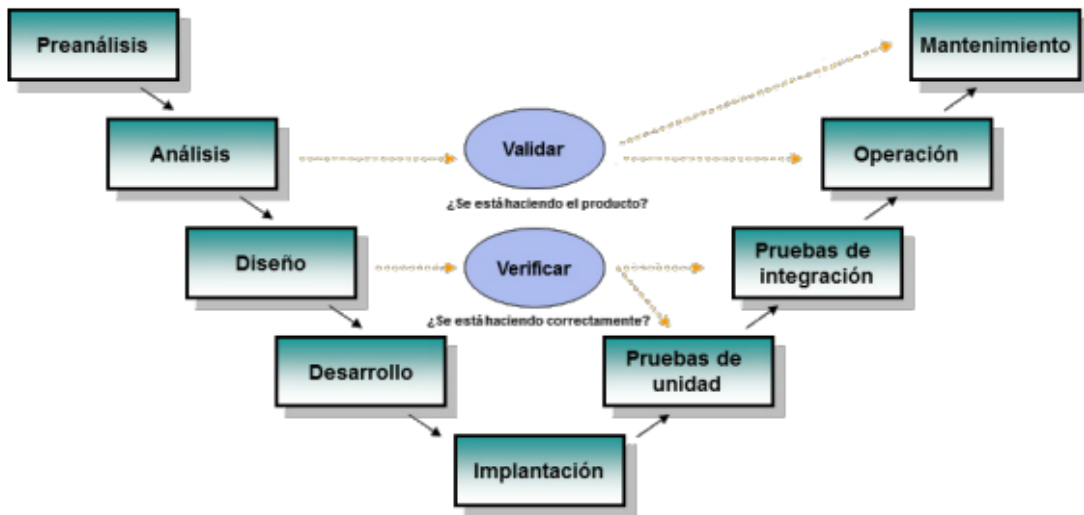 Preanálisis
Mantenimiento
Análisis
Validar
Operación
¿Se está haciendo el producto?
Diseño
Verificar
Pruebas de
integración
¿Se está haciendo correctamente?
Desarrollo
Pruebas de
unidad
Implantación